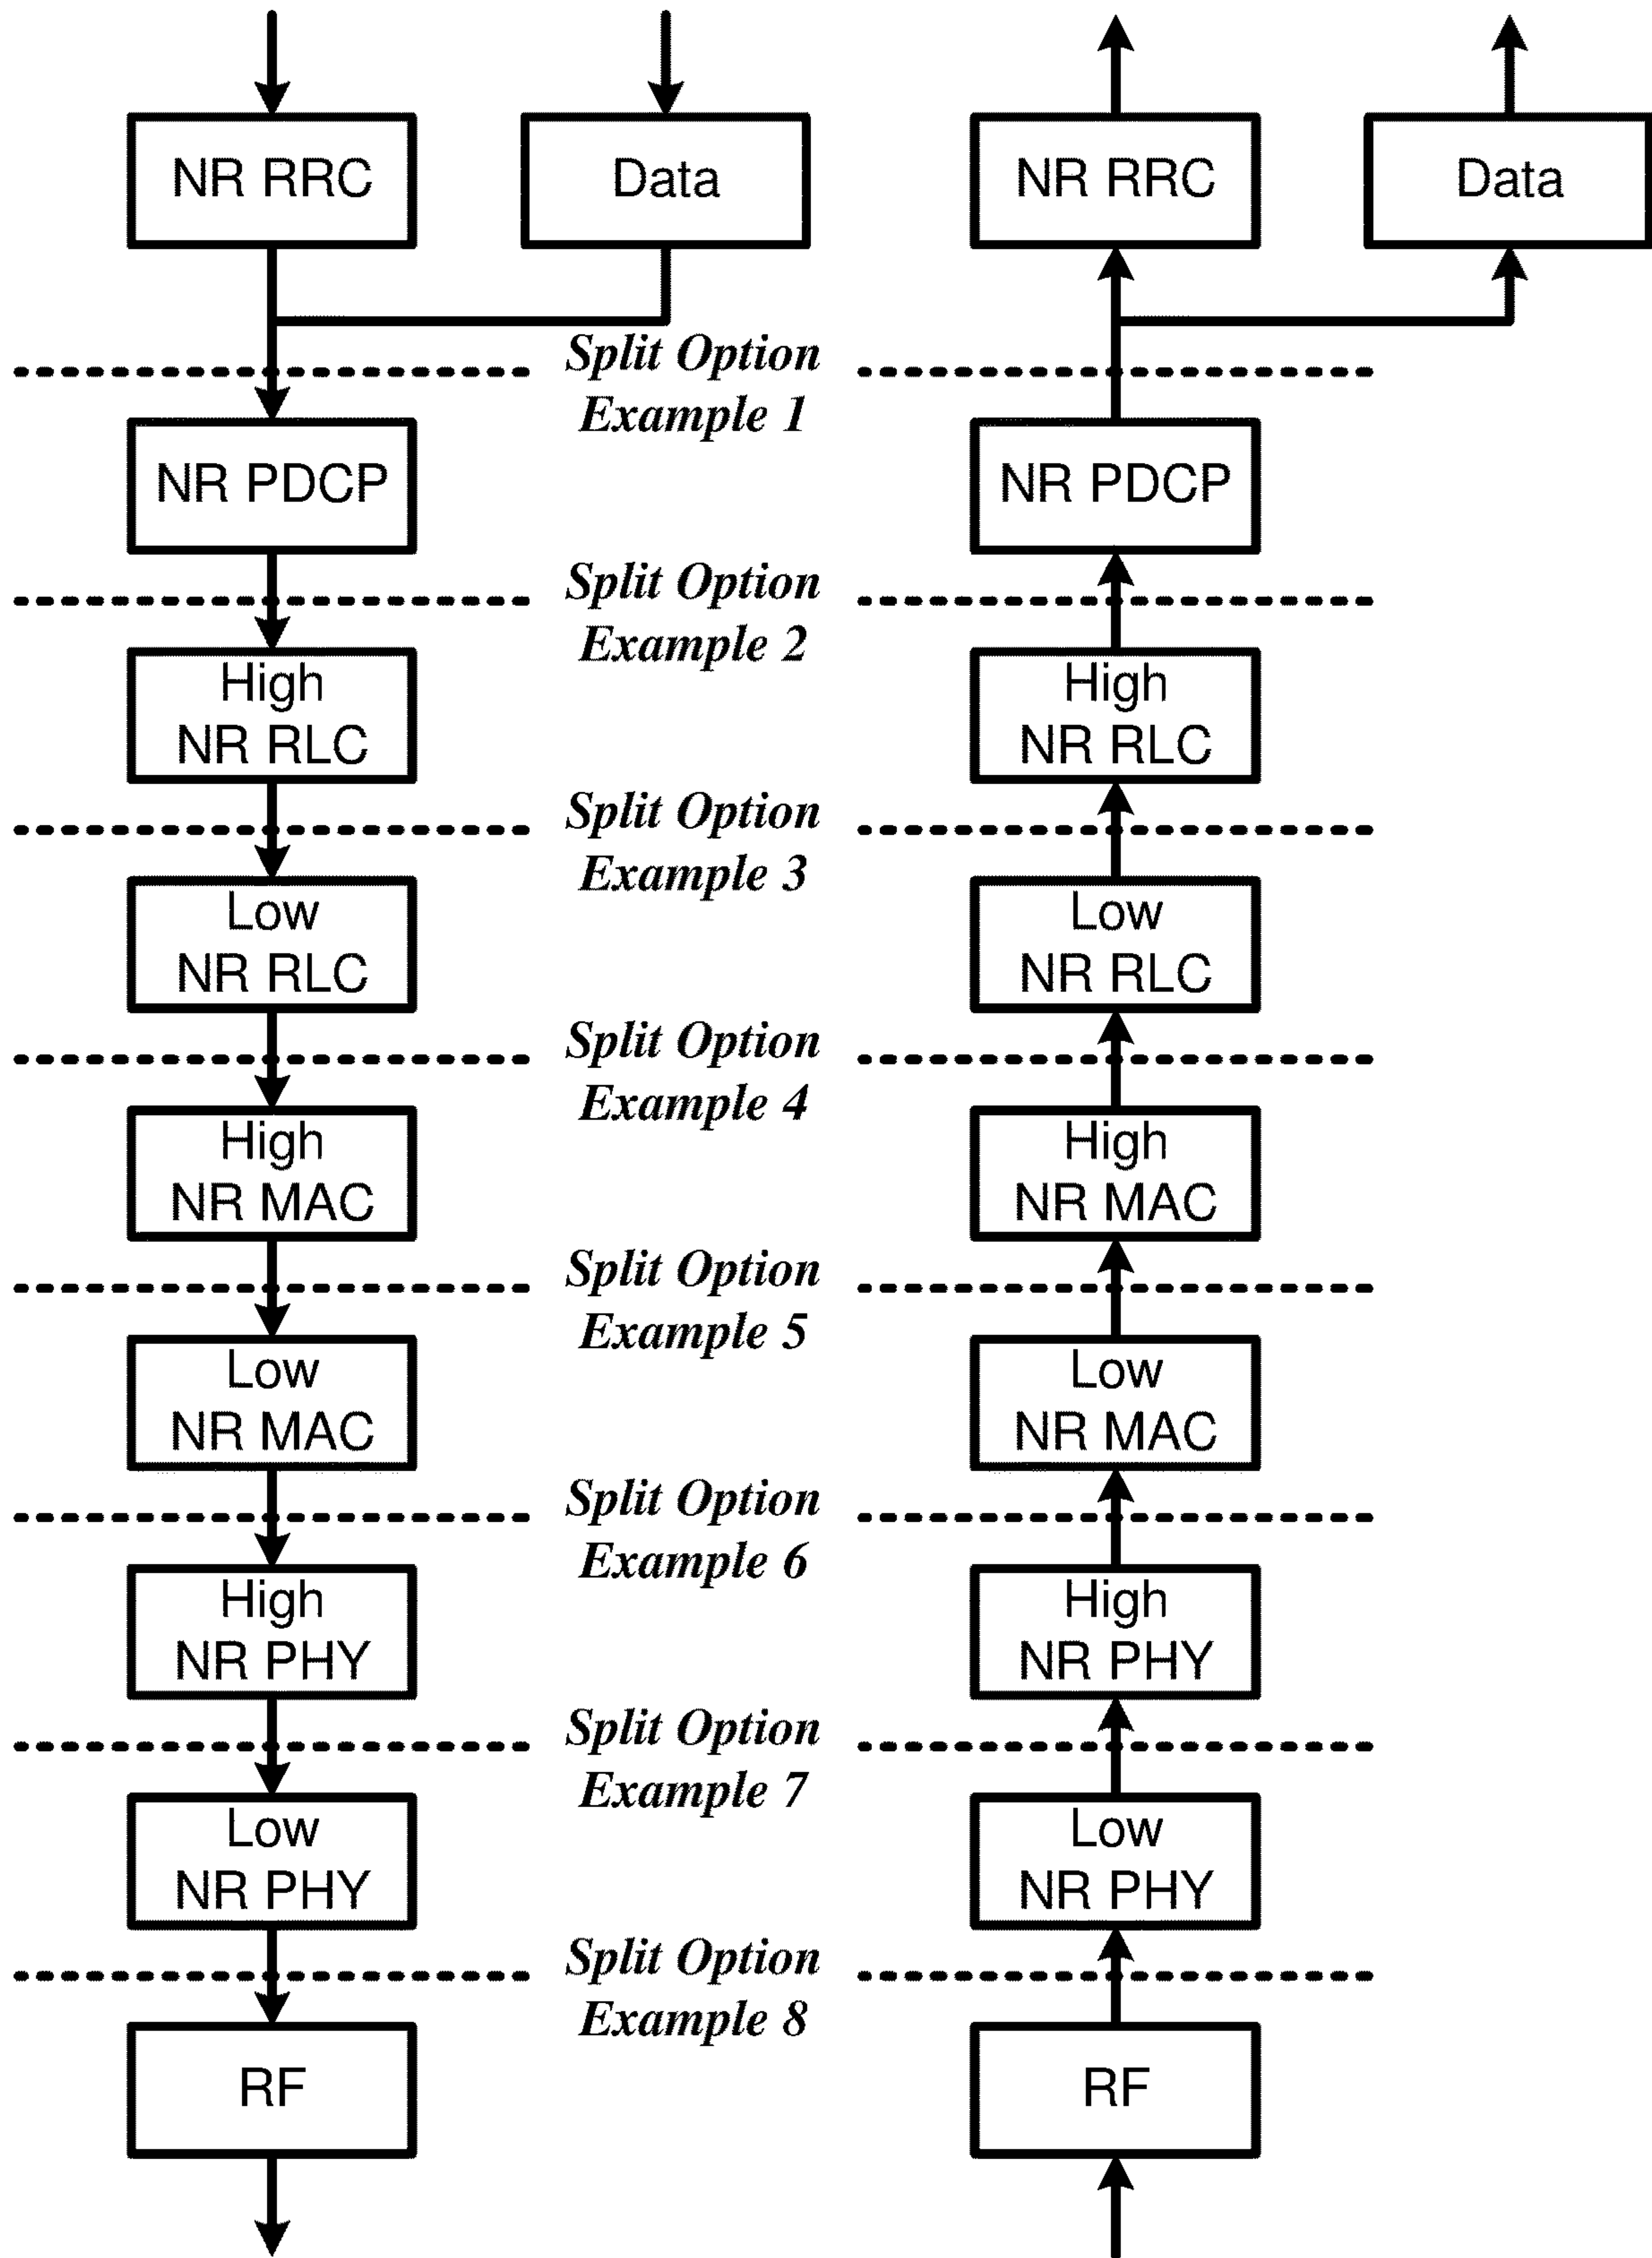 NR RRC
Data
NR RRC
Data
Split Option
Example 1
NR PDCP
NR PDCP
Split Option
Example 2
High
NR RLC
High
NR RLC
Split Option
Example 3
Low
NR RLC
Low
NR RLC
Split Option
Example 4
High
NR MAC
High
NR MAC
Split Option
Example 5
Low
NR MAC
Low
NR MAC
Split Option
Example 6
High
NR PHY
High
NR PHY
Split Option
Example 7
Low
NR PHY
Low
NR PHY
Split Option
Example 8
RF
RF